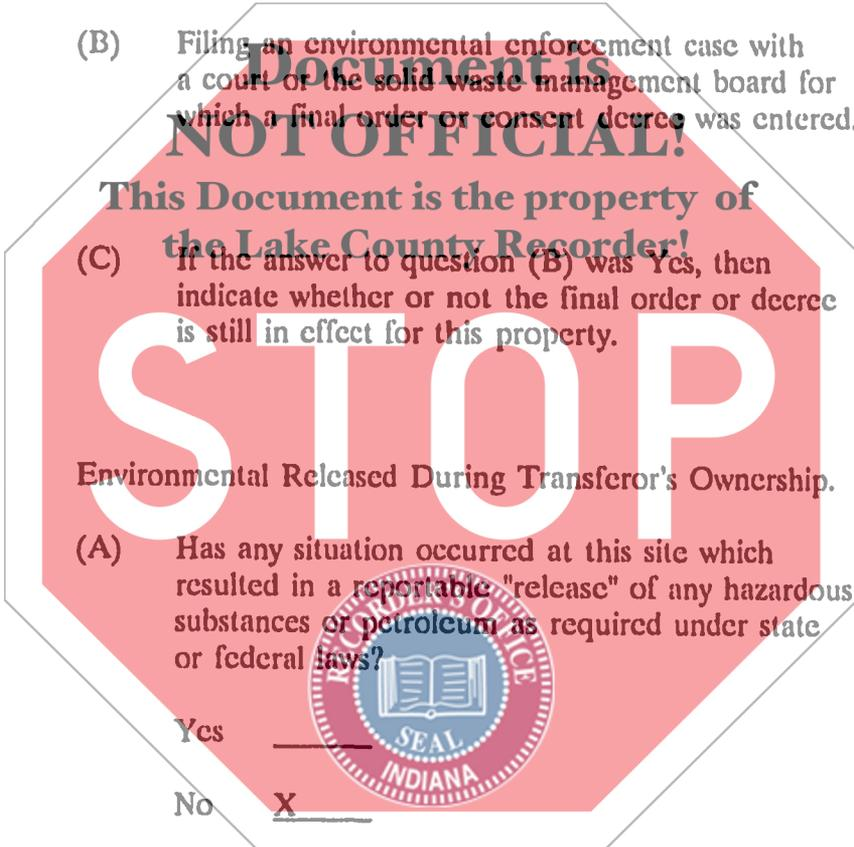 (B) Filing an environmental enforcement case with
a court or the solid waste management board for
which a final order or consent decree was entered.
Document is
NOT OFFICIAL!
This Document is the property of
the Lake County Recorder!
(C) If the answer to question (B) was Yes, then
indicate whether or not the final order or decree
is still in effect for this property.
STOP
Environmental Released During Transferor's Ownership.
(A) Has any situation occurred at this site which
resulted in a reportable "release" of any hazardous
substances or petroleum as required under state
or federal laws?
RECORDER'S OFFICE
SEAL
INDIANA
Yes ____
No X